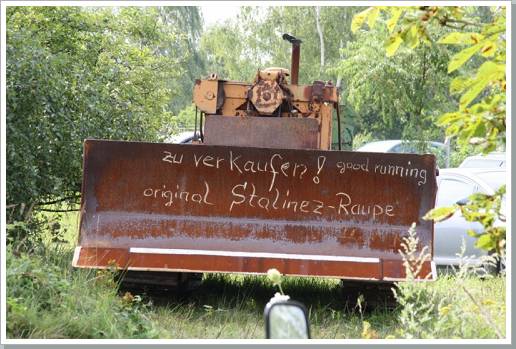 zu verkaufen! good running
original Stalinez-Raupe